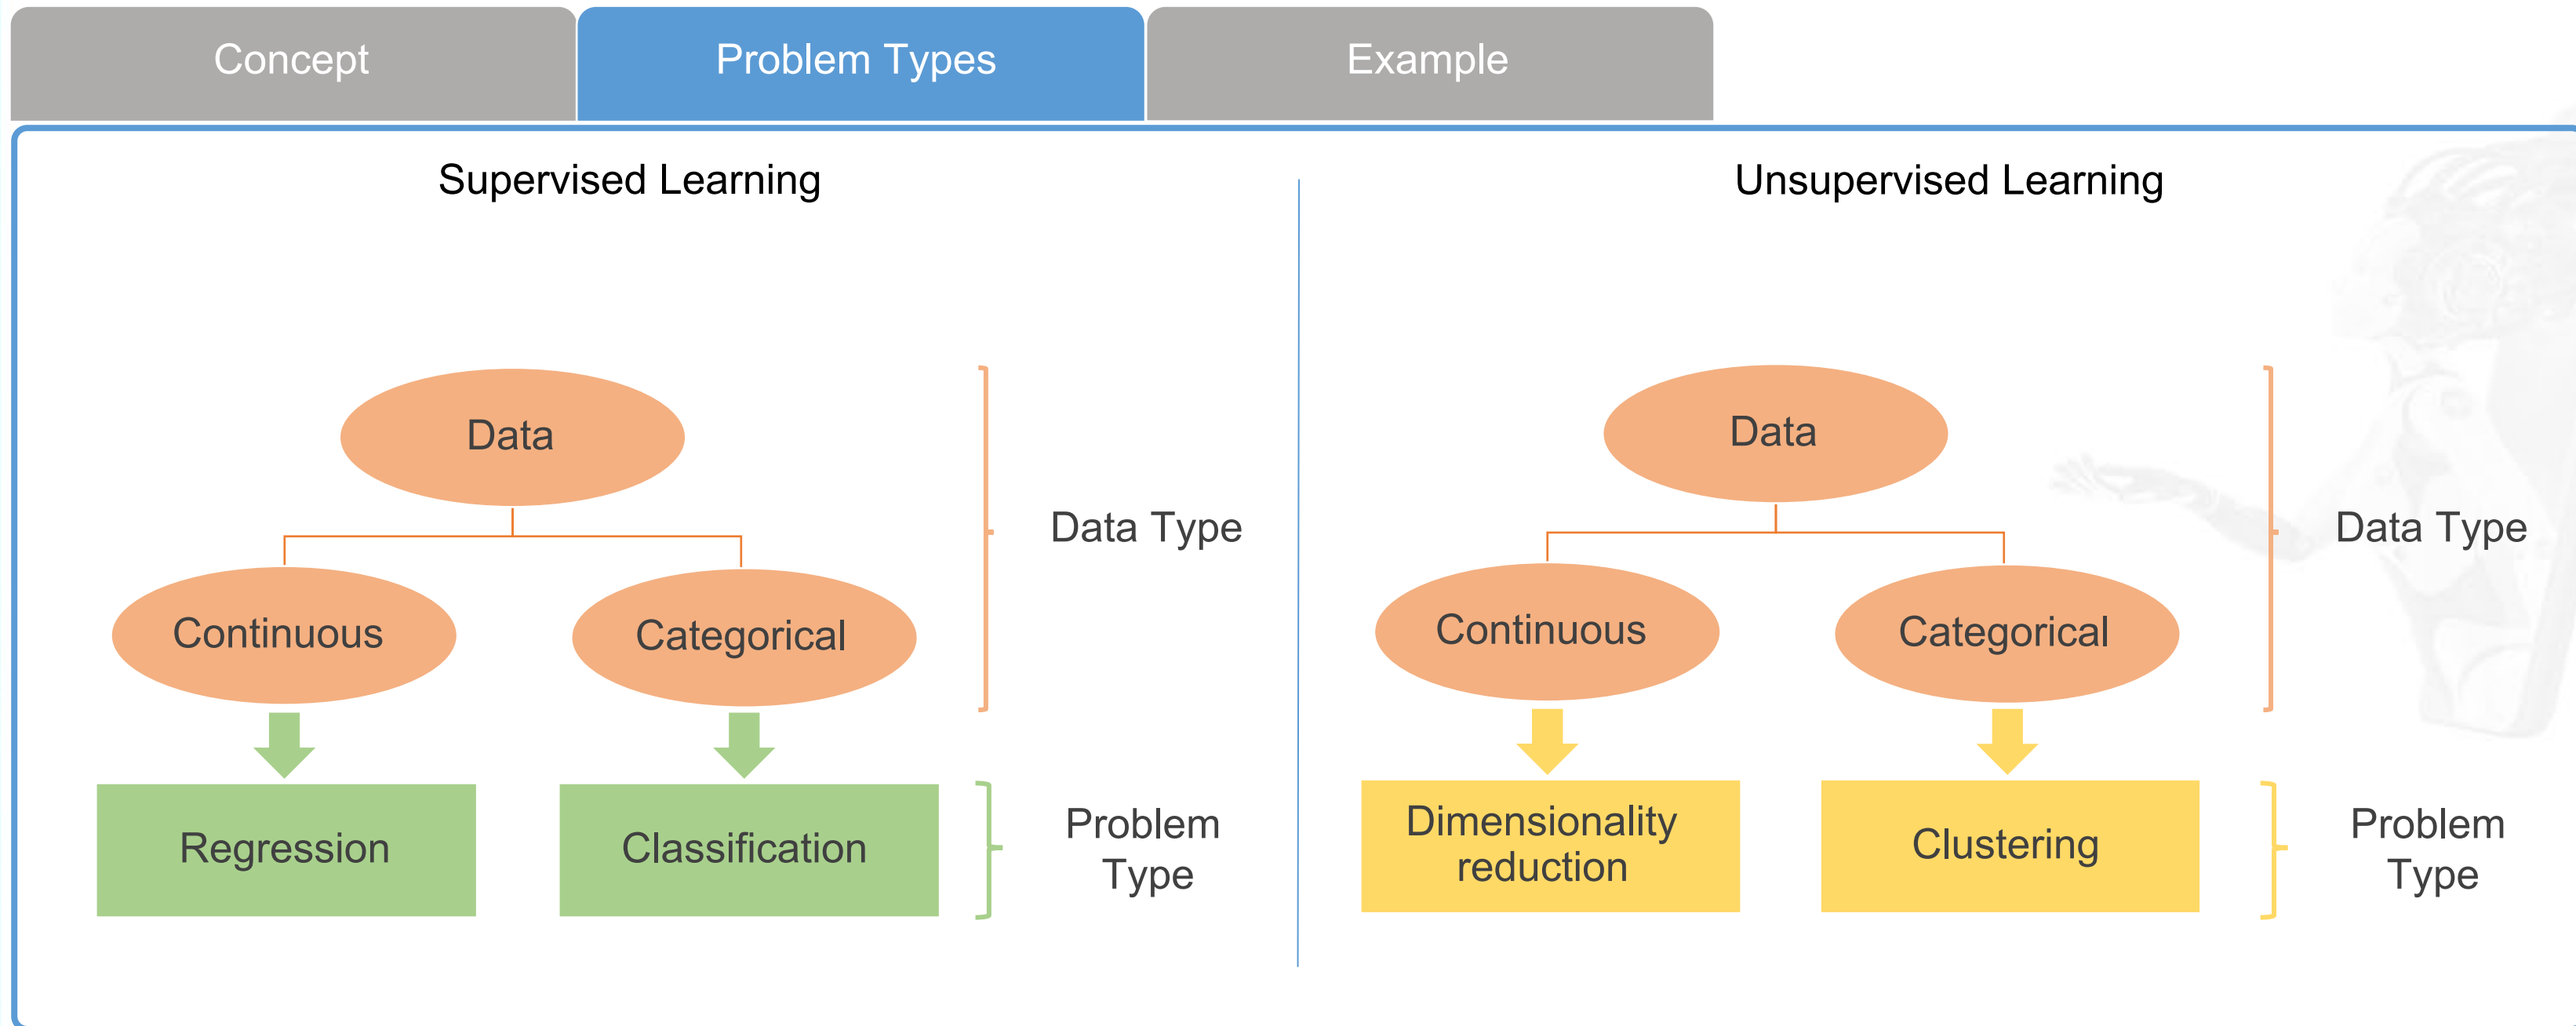 Concept
Problem Types
Example
Supervised Learning
Data
Continuous
Categorical
Data Type
Regression
Classification
Problem
Type
Unsupervised Learning
Data
Continuous
Categorical
Data Type
Dimensionality
reduction
Clustering
Problem
Type